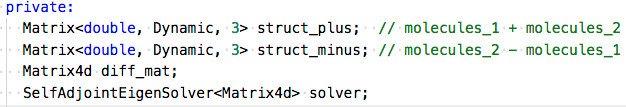 private:
Matrix<double, Dynamic, 3> struct_plus; // molecules_1 + molecules_2
Matrix<double, Dynamic, 3> struct_minus; // molecules_2 − molecules_1
Matrix4d diff_mat;
SelfAdjointEigenSolver<Matrix4d> solver;